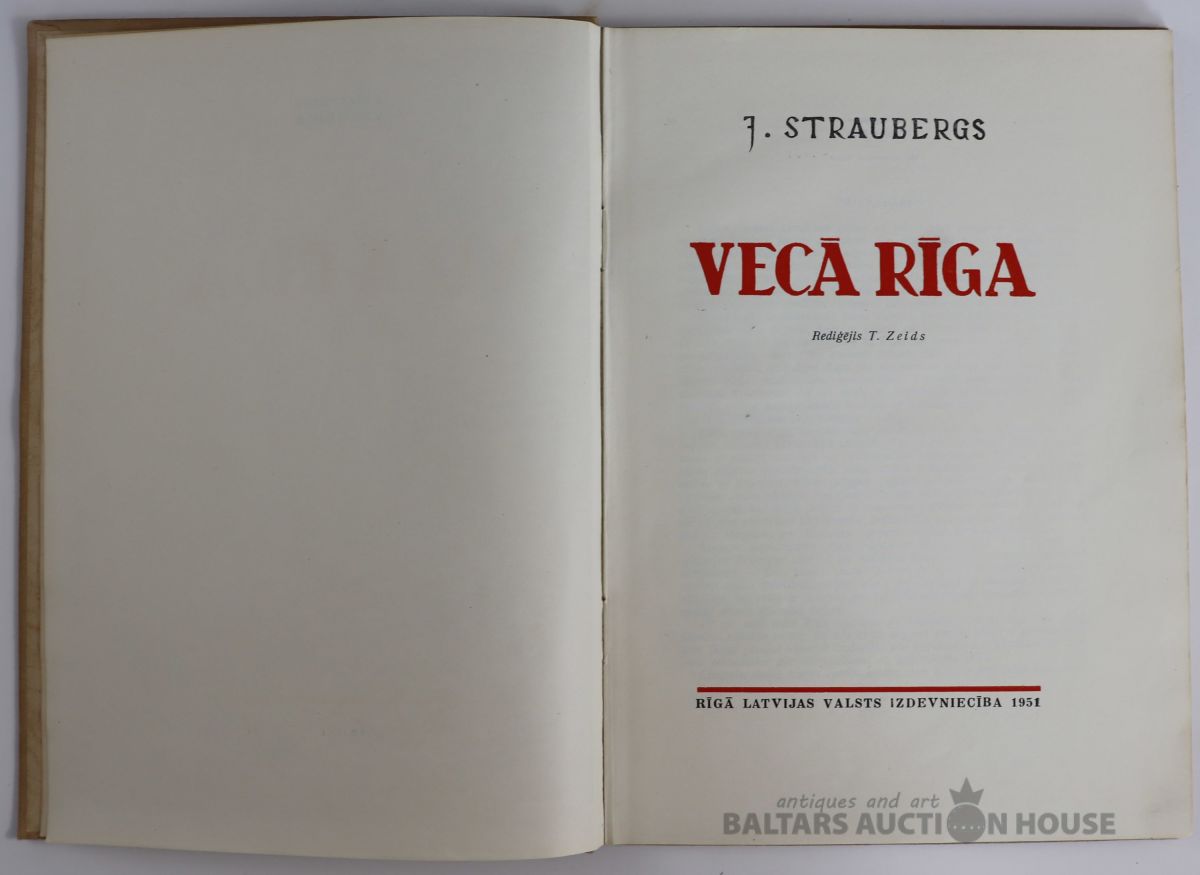 J. STRAUBERGS
VECĀ RĪGA
Rediģējis T. Zeids
RĪGĀ LATVIJAS VALSTS IZDEVNIECĪBA 1951
antiques and art
BALTARS AUCTION HOUSE